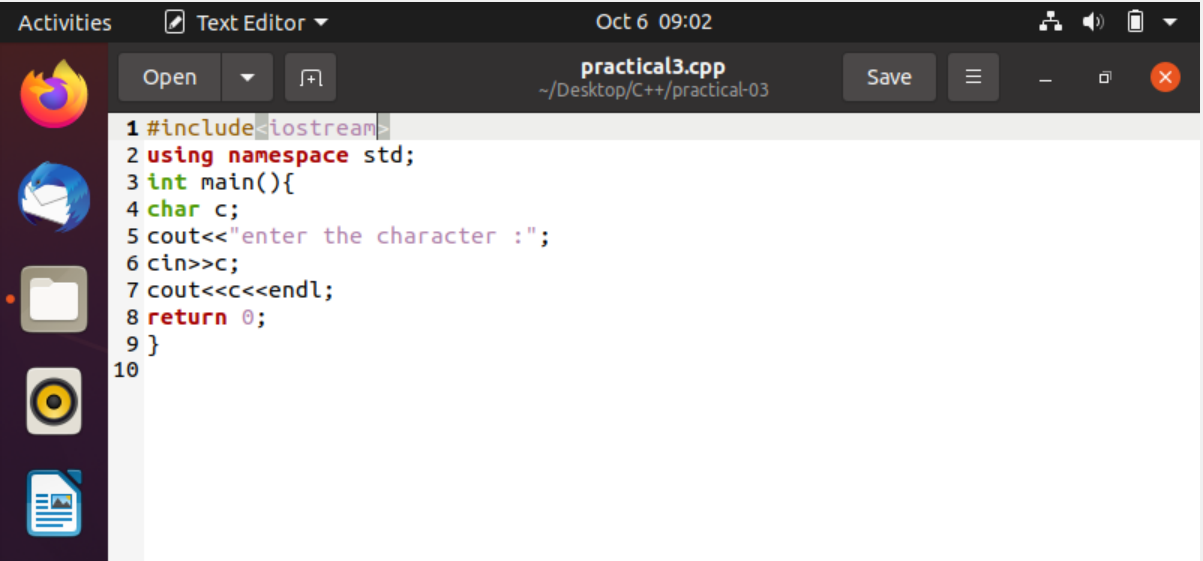 Activities Text Editor Oct 6 09:02
Open practical3.cpp Save
~/Desktop/C++/practical-03
1 #include<iostream>
2 using namespace std;
3 int main(){
4 char c;
5 cout<<"enter the character :";
6 cin>>c;
7 cout<<c<<endl;
8 return 0;
9 }
10